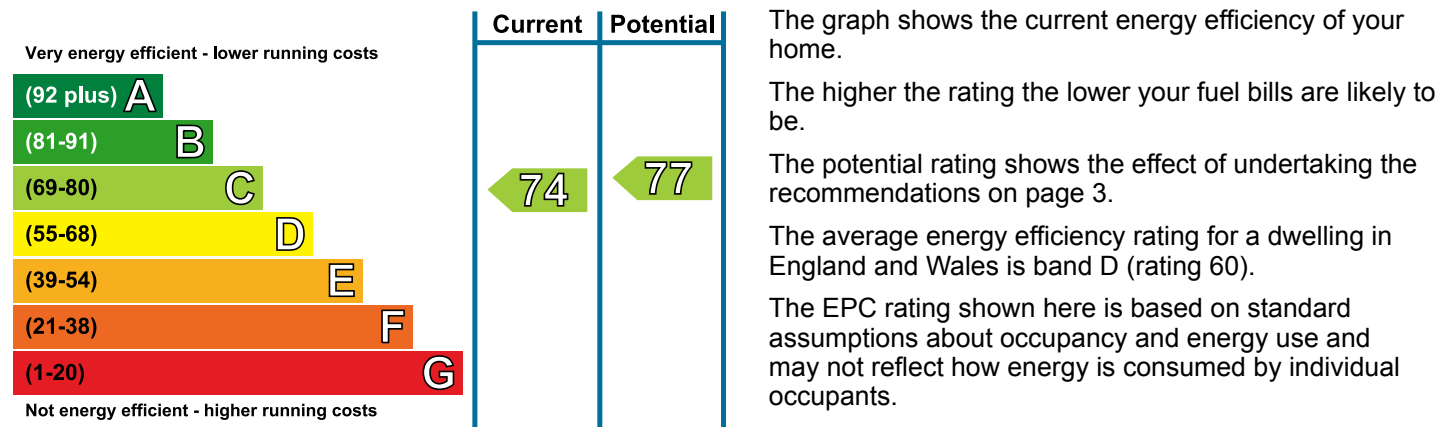 Current Potential
Very energy efficient - lower running costs
(92 plus) A
(81-91) B
(69-80) C
(55-68) D
(39-54) E
(21-38) F
(1-20) G
Not energy efficient - higher running costs
74
77
The graph shows the current energy efficiency of your
home.
The higher the rating the lower your fuel bills are likely to
be.
The potential rating shows the effect of undertaking the
recommendations on page 3.
The average energy efficiency rating for a dwelling in
England and Wales is band D (rating 60).
The EPC rating shown here is based on standard
assumptions about occupancy and energy use and
may not reflect how energy is consumed by individual
occupants.